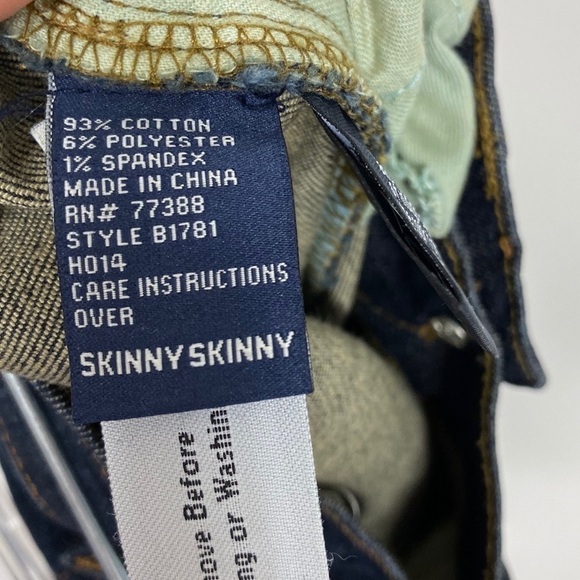 93% COTTON
6% POLYESTER
1% SPANDEX
MADE IN CHINA
RN# 77388
STYLE B1781
H014
CARE INSTRUCTIONS
OVER
SKINNY SKINNY
move Before
ng or Washin